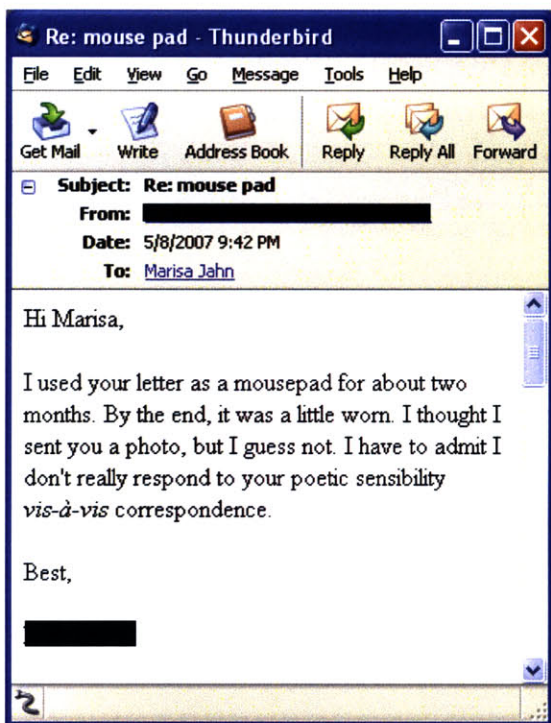 Re: mouse pad - Thunderbird
File Edit View Go Message Tools Help
Get Mail Write Address Book Reply Reply All Forward
Subject: Re: mouse pad
From:
Date: 5/8/2007 9:42 PM
To: Marisa Jahn
Hi Marisa,
I used your letter as a mousepad for about two
months. By the end, it was a little worn. I thought I
sent you a photo, but I guess not. I have to admit I
don't really respond to your poetic sensibility
vis-à-vis correspondence.
Best,